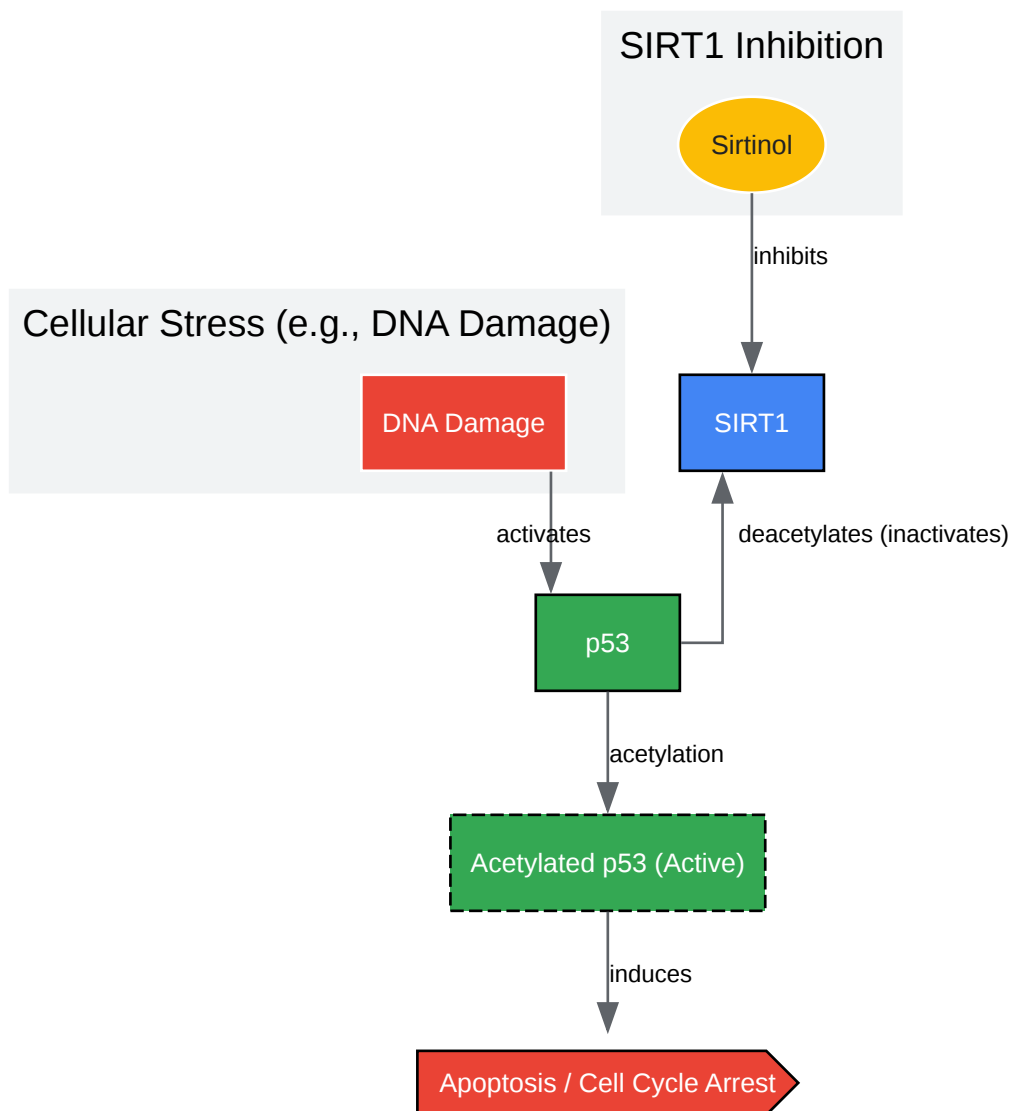 SIRT1 Inhibition
Sirtinol
inhibits
Cellular Stress (e.g., DNA Damage)
DNA Damage
SIRT1
activates
deacetylates (inactivates)
p53
acetylation
Acetylated p53 (Active)
induces
Apoptosis / Cell Cycle Arrest